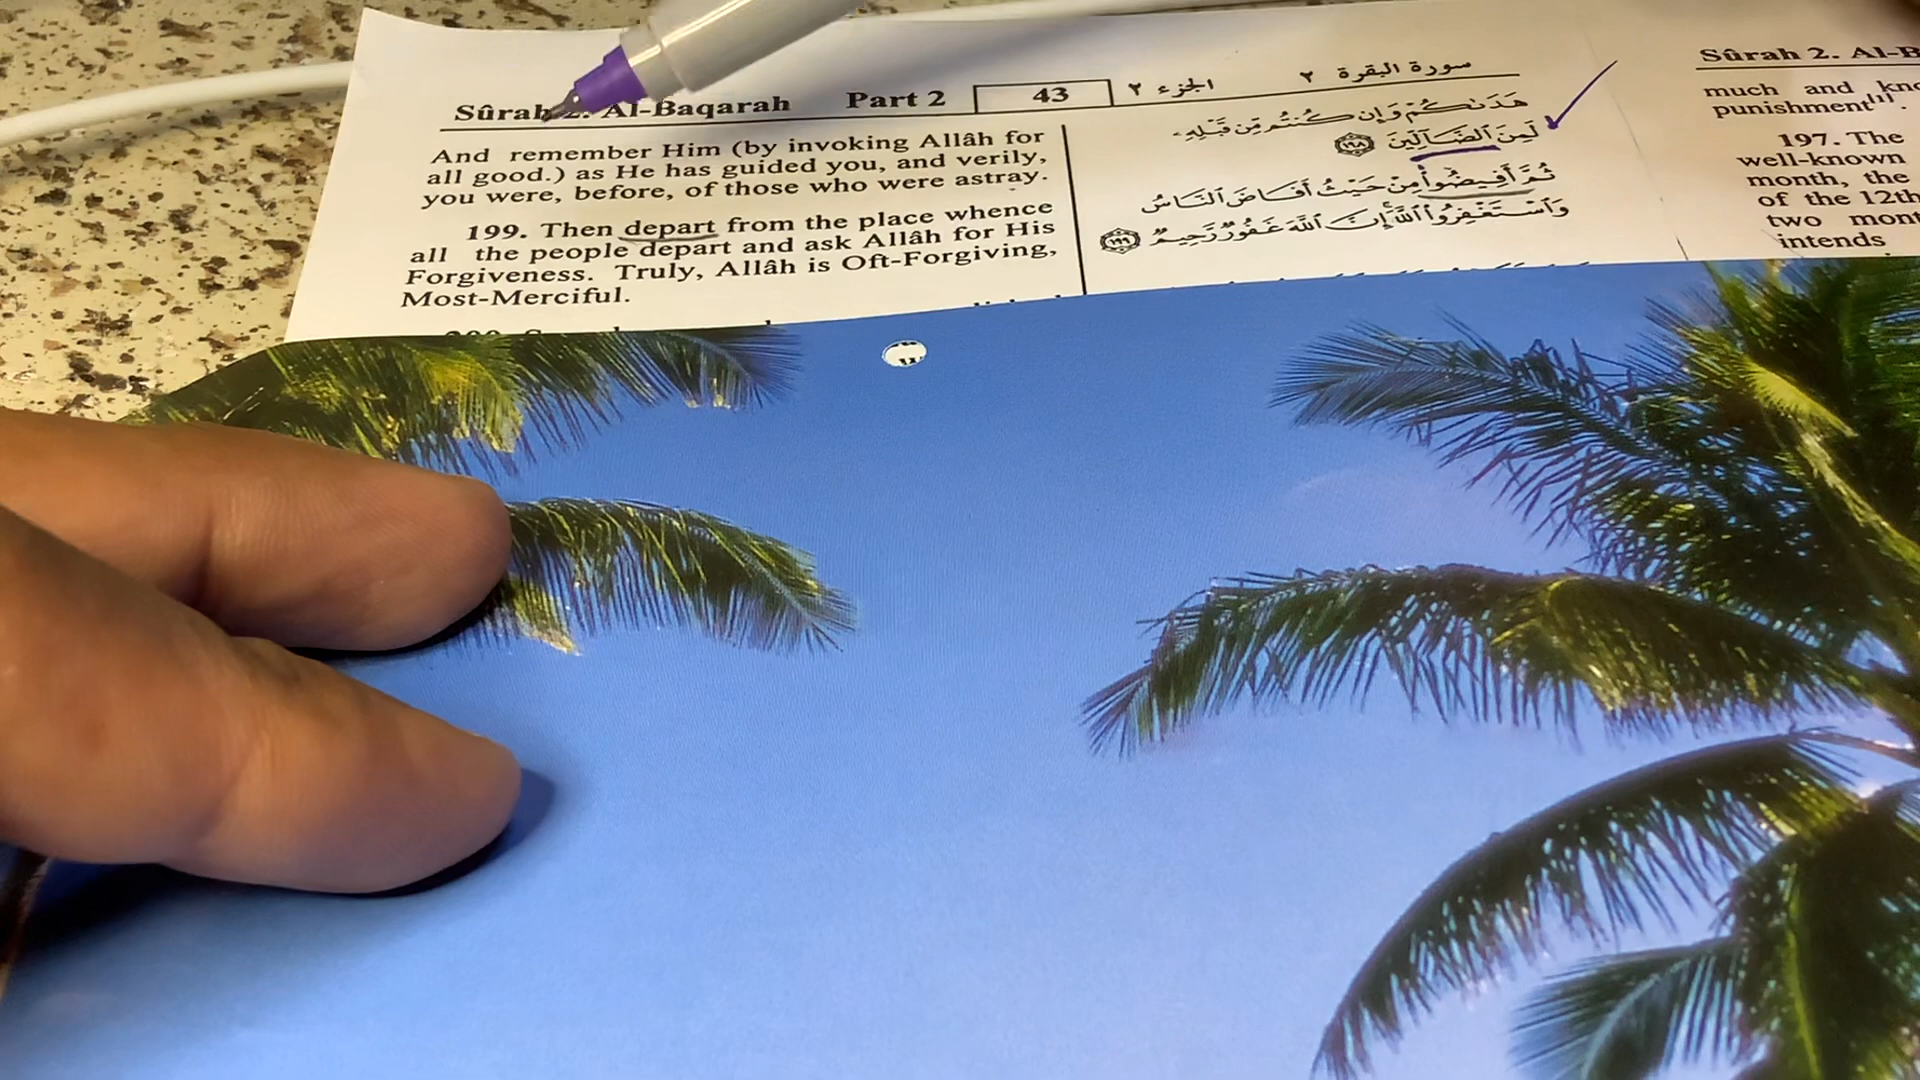 Sûrah 2. Al-Baqarah Part 2 43 الجزء ٢ سورة البقرة ٢
And remember Him (by invoking Allâh for
all good.) as He has guided you, and verily,
you were, before, of those who were astray.
199. Then depart from the place whence
all the people depart and ask Allâh for His
Forgiveness. Truly, Allâh is Oft-Forgiving,
Most-Merciful.
هَدَىٰكُمْ وَإِن كُنتُم مِّن قَبْلِهِۦ
لَمِنَ ٱلضَّآلِّينَ ١٩٨
ثُمَّ أَفِيضُوا۟ مِنْ حَيْثُ أَفَاضَ ٱلنَّاسُ
وَٱسْتَغْفِرُوا۟ ٱللَّهَ إِنَّ ٱللَّهَ غَفُورٌ رَّحِيمٌ ١٩٩
Sûrah 2. Al-B
much and kno
punishment[1]
197. The
well-known
month, the
of the 12th
two mont
intends